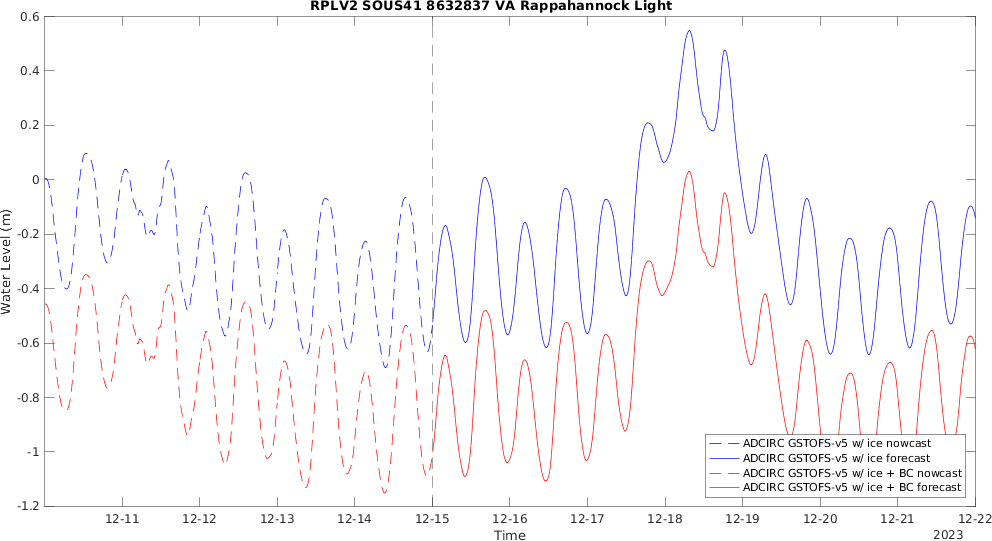 RPLV2 SOUS41 8632837 VA Rappahannock Light
0.6
0.4
0.2
0
-0.2
-0.4
-0.6
-0.8
-1
-1.2
Water Level (m)
ADCIRC GSTOFS-v5 w/ ice nowcast
ADCIRC GSTOFS-v5 w/ ice forecast
ADCIRC GSTOFS-v5 w/ ice + BC nowcast
ADCIRC GSTOFS-v5 w/ ice + BC forecast
12-11 12-12 12-13 12-14 12-15 12-16 12-17 12-18 12-19 12-20 12-21 12-22
Time
2023